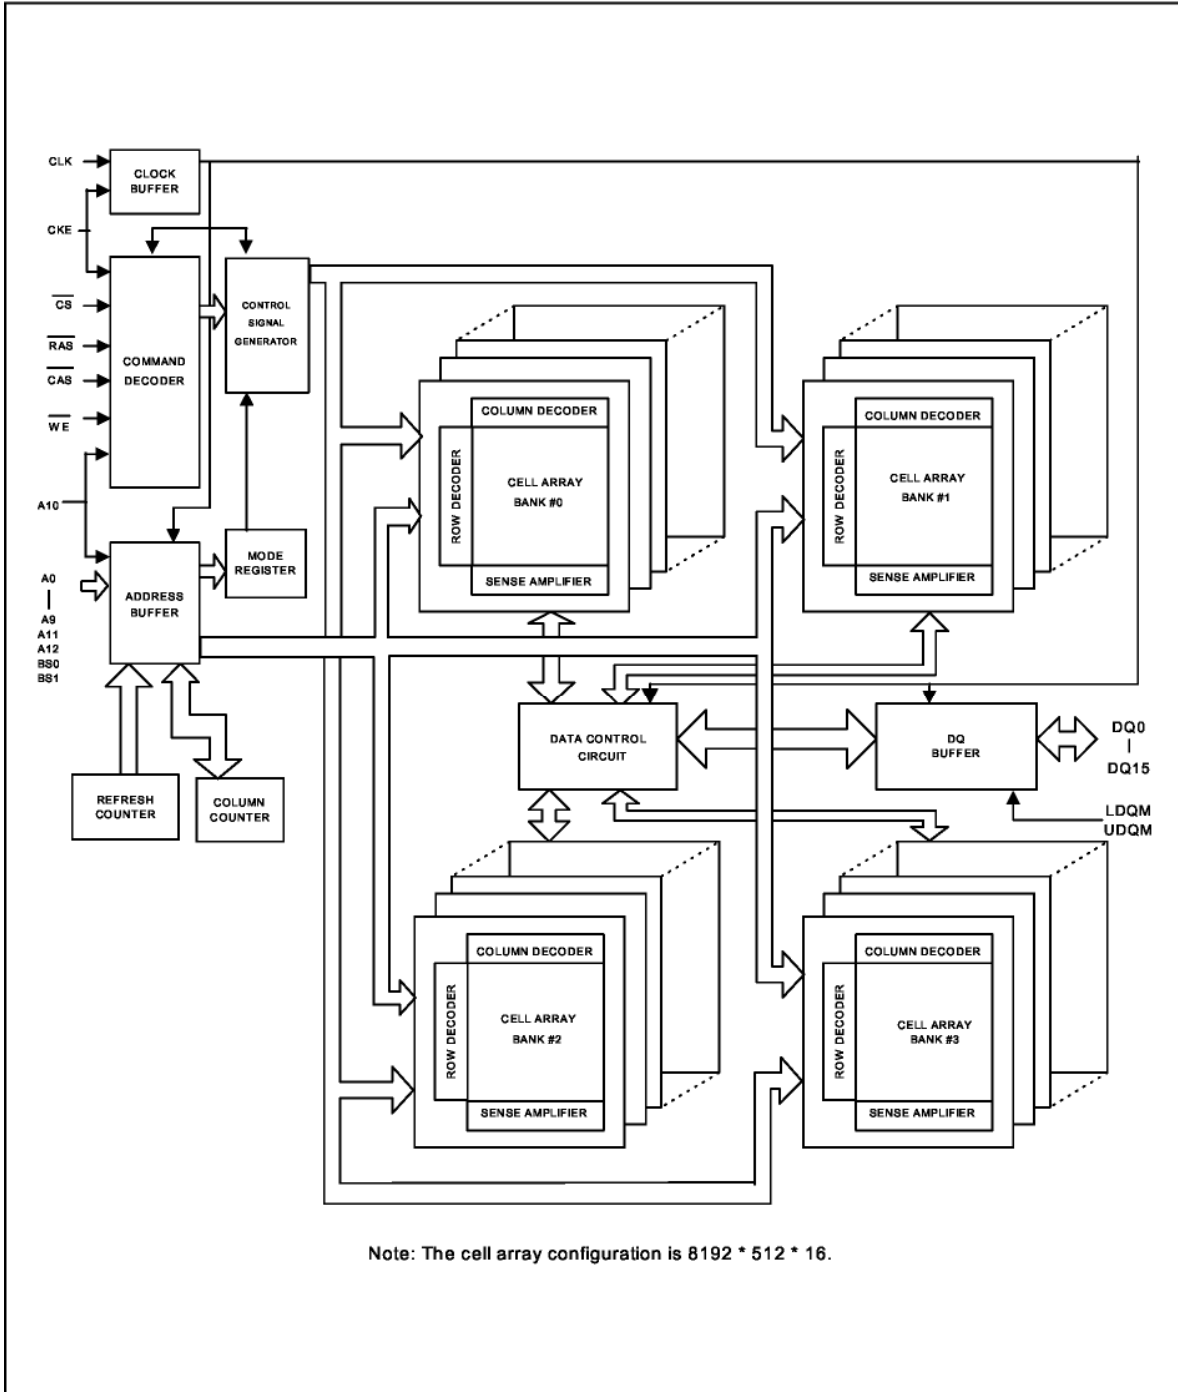 CLK
CLOCK
BUFFER
CKE
CS
RAS
CAS
WE
COMMAND
DECODER
CONTROL
SIGNAL
GENERATOR
A10
A0
A9
A11
A12
BS0
BS1
ADDRESS
BUFFER
MODE
REGISTER
REFRESH
COUNTER
COLUMN
COUNTER
COLUMN DECODER
ROW DECODER
CELL ARRAY
BANK #0
SENSE AMPLIFIER
COLUMN DECODER
ROW DECODER
CELL ARRAY
BANK #1
SENSE AMPLIFIER
DATA CONTROL
CIRCUIT
DQ
BUFFER
DQ0
DQ15
LDQM
UDQM
COLUMN DECODER
ROW DECODER
CELL ARRAY
BANK #2
SENSE AMPLIFIER
COLUMN DECODER
ROW DECODER
CELL ARRAY
BANK #3
SENSE AMPLIFIER
Note: The cell array configuration is 8192 * 512 * 16.